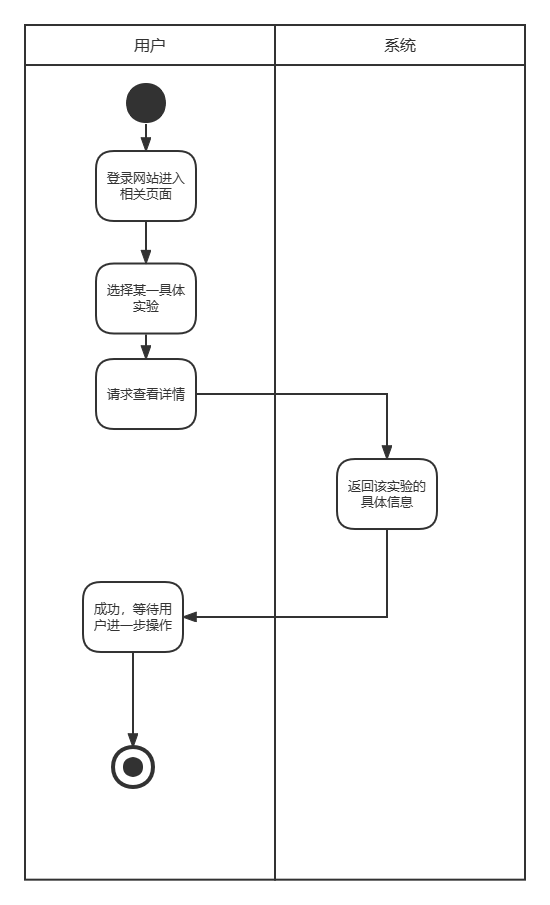 用户
系统
登录网站进入
相关页面
选择某一具体
实验
请求查看详情
返回该实验的
具体信息
成功，等待用
户进一步操作